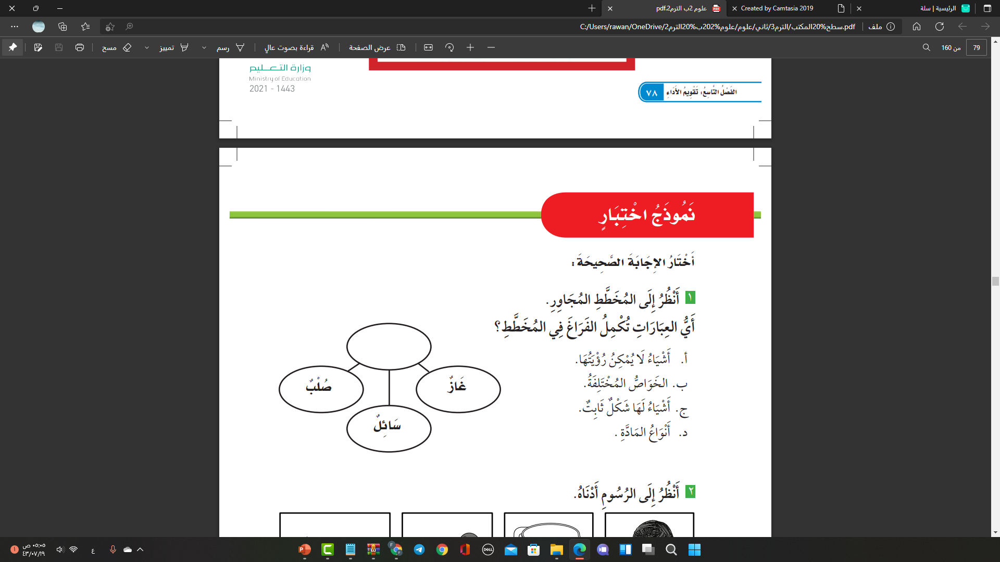 الرئيسية | سلة
Created by Camtasia 2019
علوم 2ب الترم2.pdf
ملف
C:/Users/rawan/OneDrive/سطح%20المكتب/الترم3/ثاني/علوم/علوم%202ب%20الترم2.pdf
79
من 160
عرض الصفحة
قراءة بصوت عالٍ
رسم
تمييز
مسح
وزارة التعليم
Ministry of Education
2021 - 1443
الفَصْلُ التَّاسِعُ: تَقْوِيمُ الأَدَاءِ ٧٨
نَمُوذَجُ اخْتِبَارٍ
أَخْتَارُ الإِجَابَةَ الصَّحِيحَةَ:
١ أَنْظُرُ إِلَى المُخَطَّطِ المُجَاوِرِ.
أَيُّ العِبَارَاتِ تُكْمِلُ الفَرَاغَ فِي المُخَطَّطِ؟
أ. أَشْيَاءُ لَا يُمْكِنُ رُؤْيَتُهَا.
ب. الخَوَاصُّ المُخْتَلِفَةُ.
ج. أَشْيَاءُ لَهَا شَكْلٌ ثَابِتٌ.
د. أَنْوَاعُ المَادَّةِ .
غَازٌ
صُلْبٌ
سَائِلٌ
٢ أَنْظُرُ إِلَى الرُسُومِ أَدْنَاهُ.
ع
٠٥:٠٥ ص
٤٣/٠٧/١٩
١